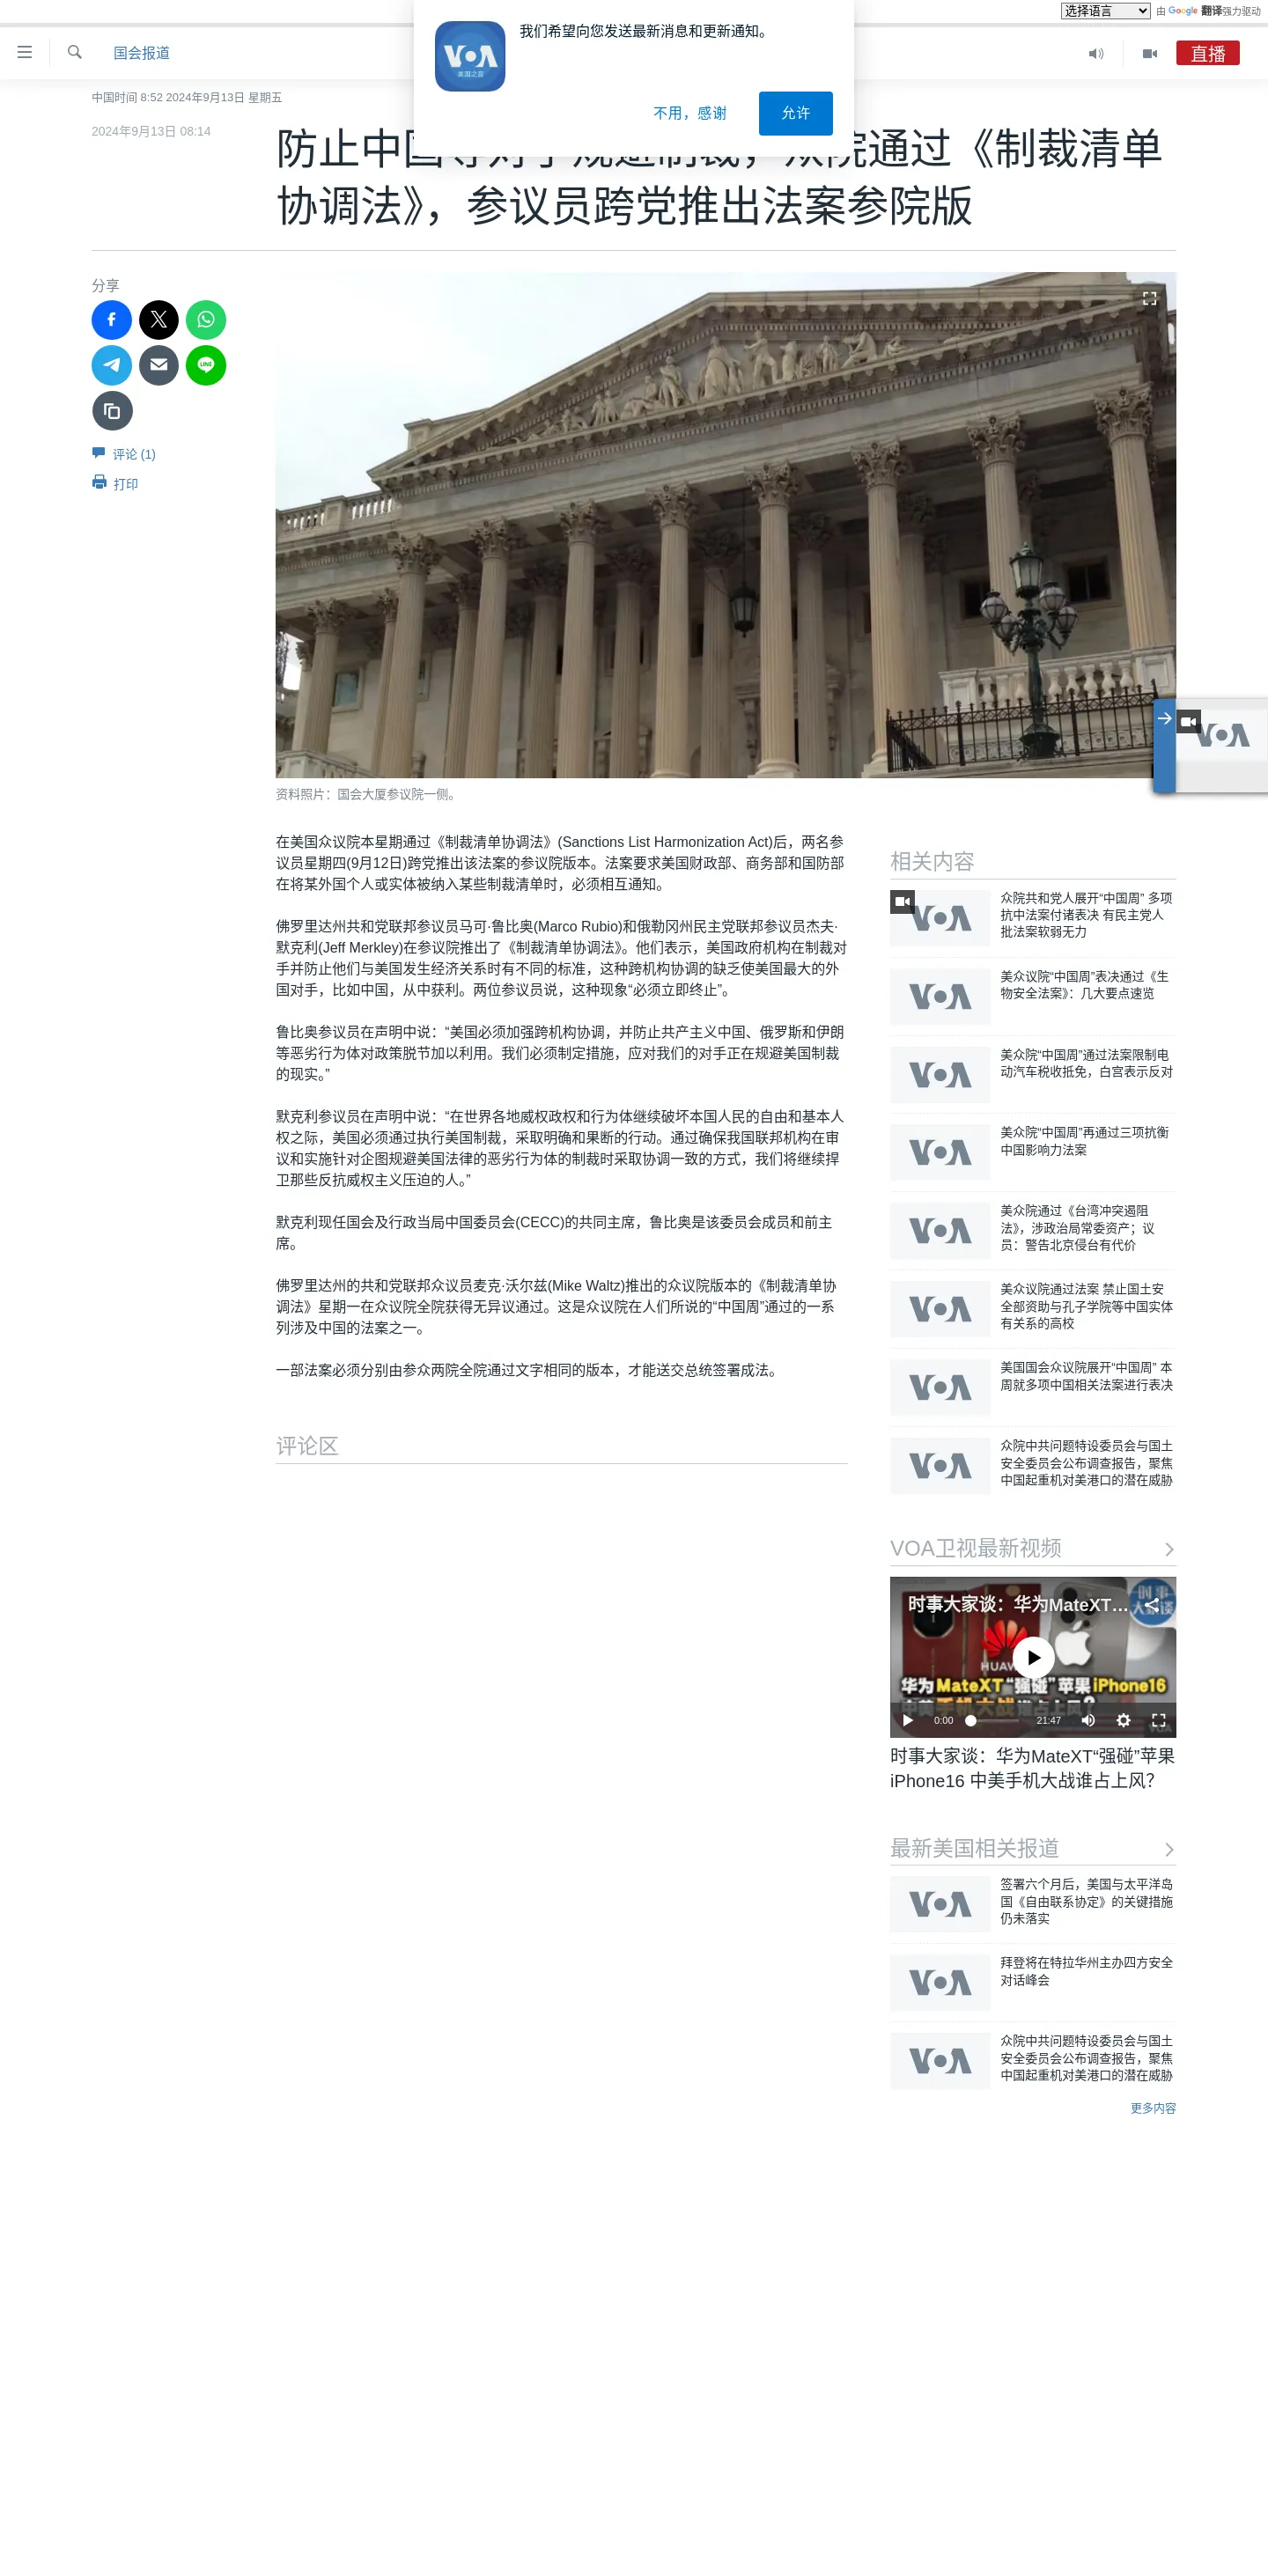 选择语言 由 Google 翻译强力驱动
我们希望向您发送最新消息和更新通知。
VOA
美国之音
不用，感谢
允许
国会报道
直播
中国时间 8:52 2024年9月13日 星期五
2024年9月13日 08:14
防止中国 通过《制裁清单
协调法》，参议员跨党推出法案参院版
分享
评论 (1)
打印
资料照片：国会大厦参议院一侧。
在美国众议院本星期通过《制裁清单协调法》(Sanctions List Harmonization Act)后，两名参
议员星期四(9月12日)跨党推出该法案的参议院版本。法案要求美国财政部、商务部和国防部
在将某外国个人或实体被纳入某些制裁清单时，必须相互通知。
佛罗里达州共和党联邦参议员马可·鲁比奥(Marco Rubio)和俄勒冈州民主党联邦参议员杰夫·
默克利(Jeff Merkley)在参议院推出了《制裁清单协调法》。他们表示，美国政府机构在制裁对
手并防止他们与美国发生经济关系时有不同的标准，这种跨机构协调的缺乏使美国最大的外
国对手，比如中国，从中获利。两位参议员说，这种现象“必须立即终止”。
鲁比奥参议员在声明中说：“美国必须加强跨机构协调，并防止共产主义中国、俄罗斯和伊朗
等恶劣行为体对政策脱节加以利用。我们必须制定措施，应对我们的对手正在规避美国制裁
的现实。”
默克利参议员在声明中说：“在世界各地威权政权和行为体继续破坏本国人民的自由和基本人
权之际，美国必须通过执行美国制裁，采取明确和果断的行动。通过确保我国联邦机构在审
议和实施针对企图规避美国法律的恶劣行为体的制裁时采取协调一致的方式，我们将继续捍
卫那些反抗威权主义压迫的人。”
默克利现任国会及行政当局中国委员会(CECC)的共同主席，鲁比奥是该委员会成员和前主
席。
佛罗里达州的共和党联邦众议员麦克·沃尔兹(Mike Waltz)推出的众议院版本的《制裁清单协
调法》星期一在众议院全院获得无异议通过。这是众议院在人们所说的“中国周”通过的一系
列涉及中国的法案之一。
一部法案必须分别由参众两院全院通过文字相同的版本，才能送交总统签署成法。
评论区
VOA
相关内容
VOA
众院共和党人展开“中国周” 多项
抗中法案付诸表决 有民主党人
批法案软弱无力
VOA
美众议院“中国周”表决通过《生
物安全法案》：几大要点速览
VOA
美众院“中国周”通过法案限制电
动汽车税收抵免，白宫表示反对
VOA
美众院“中国周”再通过三项抗衡
中国影响力法案
VOA
美众院通过《台湾冲突遏阻
法》，涉政治局常委资产；议
员：警告北京侵台有代价
VOA
美众议院通过法案 禁止国土安
全部资助与孔子学院等中国实体
有关系的高校
VOA
美国国会众议院展开“中国周” 本
周就多项中国相关法案进行表决
VOA
众院中共问题特设委员会与国土
安全委员会公布调查报告，聚焦
中国起重机对美港口的潜在威胁
VOA卫视最新视频
时事大家谈：华为MateXT...
时事
大家谈
HUAW
华为MateXT“强碰”苹果iPhone16
中美手机大战谁占上风？
0:00
21:47
VOA
时事大家谈：华为MateXT“强碰”苹果
iPhone16 中美手机大战谁占上风？
最新美国相关报道
VOA
签署六个月后，美国与太平洋岛
国《自由联系协定》的关键措施
仍未落实
VOA
拜登将在特拉华州主办四方安全
对话峰会
VOA
众院中共问题特设委员会与国土
安全委员会公布调查报告，聚焦
中国起重机对美港口的潜在威胁
更多内容